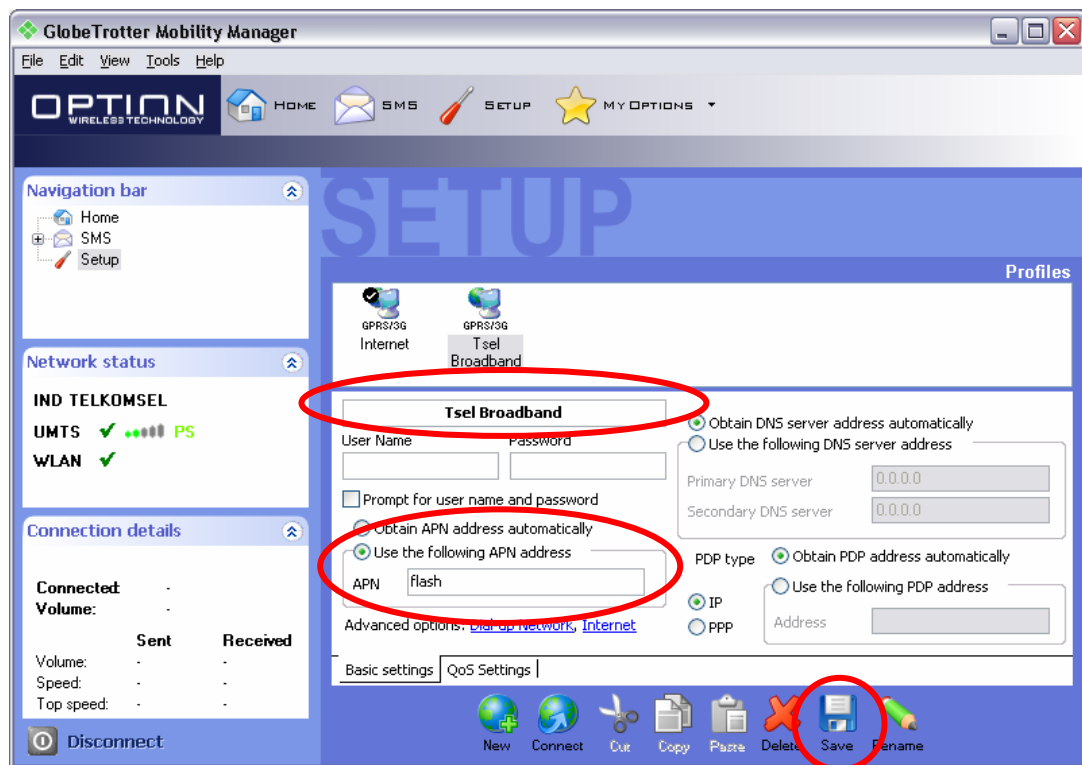 GlobeTrotter Mobility Manager
File Edit View Tools Help
OPTION
WIRELESS TECHNOLOGY
HOME
SMS
SETUP
MY OPTIONS
Navigation bar
Home
SMS
Setup
Network status
IND TELKOMSEL
UMTS PS
WLAN
Connection details
Connected: -
Volume: -
Sent Received
Volume: - -
Speed: - -
Top speed: - -
Disconnect
SETUP
Profiles
GPRS/3G
Internet
GPRS/3G
Tsel
Broadband
Tsel Broadband
User Name Password
Prompt for user name and password
Obtain APN address automatically
Use the following APN address
APN flash
Advanced options: Dial-up Network, Internet
Obtain DNS server address automatically
Use the following DNS server address
Primary DNS server 0.0.0.0
Secondary DNS server 0.0.0.0
PDP type
IP
PPP
Obtain PDP address automatically
Use the following PDP address
Address
Basic settings QoS Settings
New Connect Cut Copy Paste Delete Save Rename